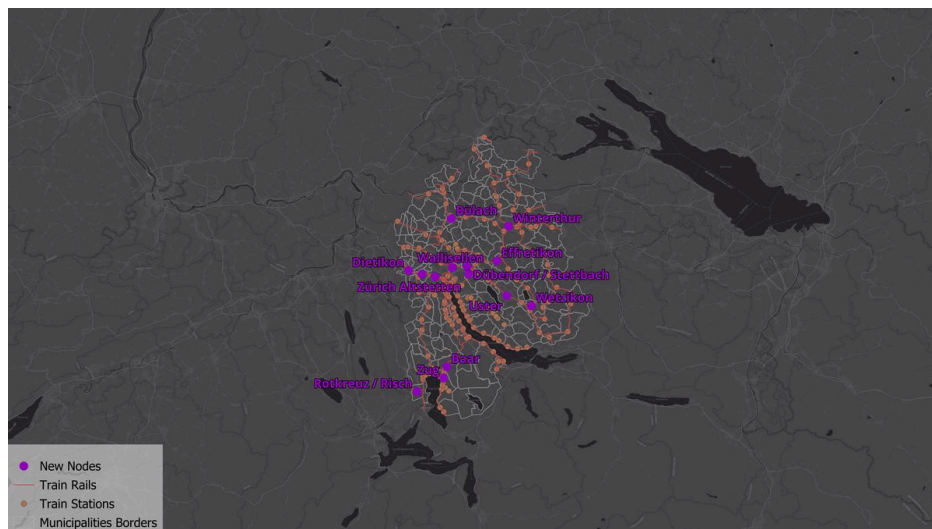 Bülach
Winterthur
Effretikon
Wallisellen
Dietikon
Dübendorf / Stettbach
Zürich Altstetten
Uster
Wetzikon
Baar
Zug
Rotkreuz / Risch
New Nodes
Train Rails
Train Stations
Municipalities Borders